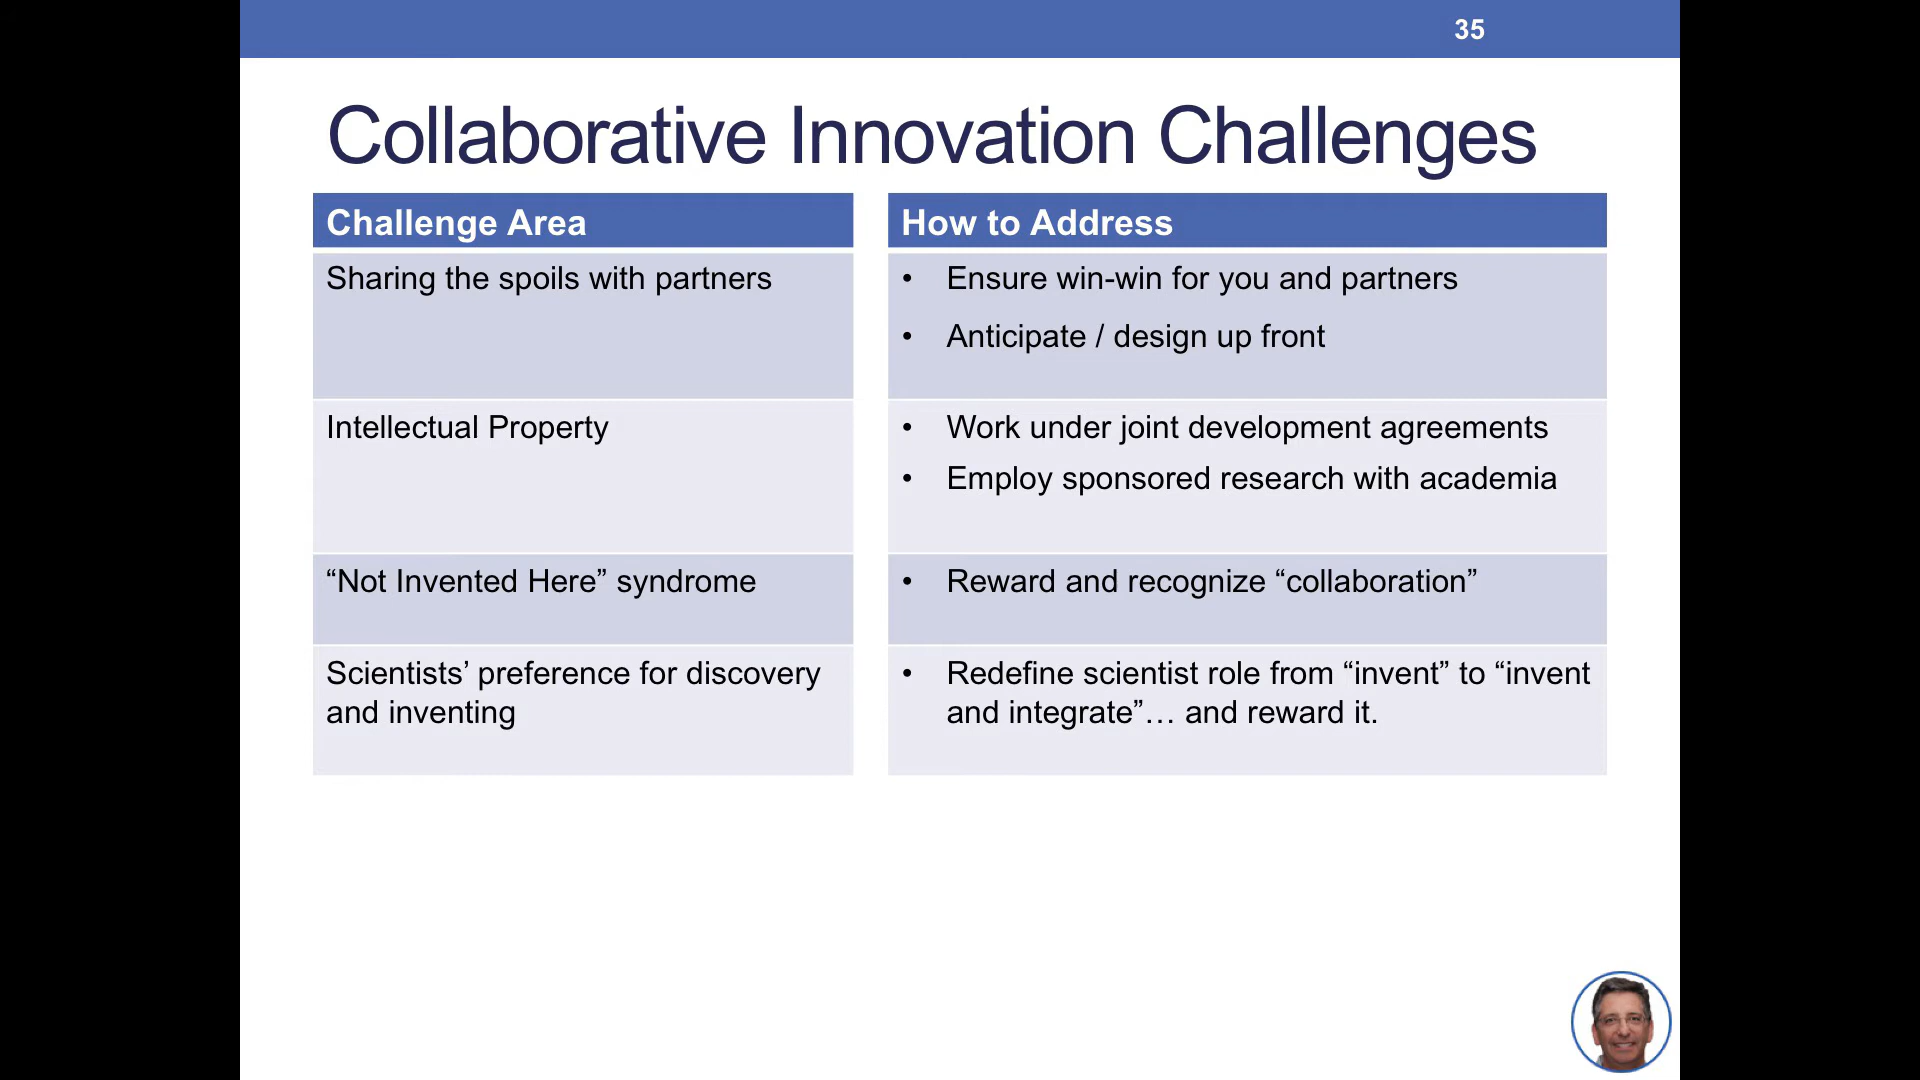 35
Collaborative Innovation Challenges
Challenge Area
How to Address
Sharing the spoils with partners
• Ensure win-win for you and partners
• Anticipate / design up front
Intellectual Property
• Work under joint development agreements
• Employ sponsored research with academia
“Not Invented Here” syndrome
• Reward and recognize “collaboration”
Scientists’ preference for discovery
and inventing
• Redefine scientist role from “invent” to “invent
and integrate”… and reward it.